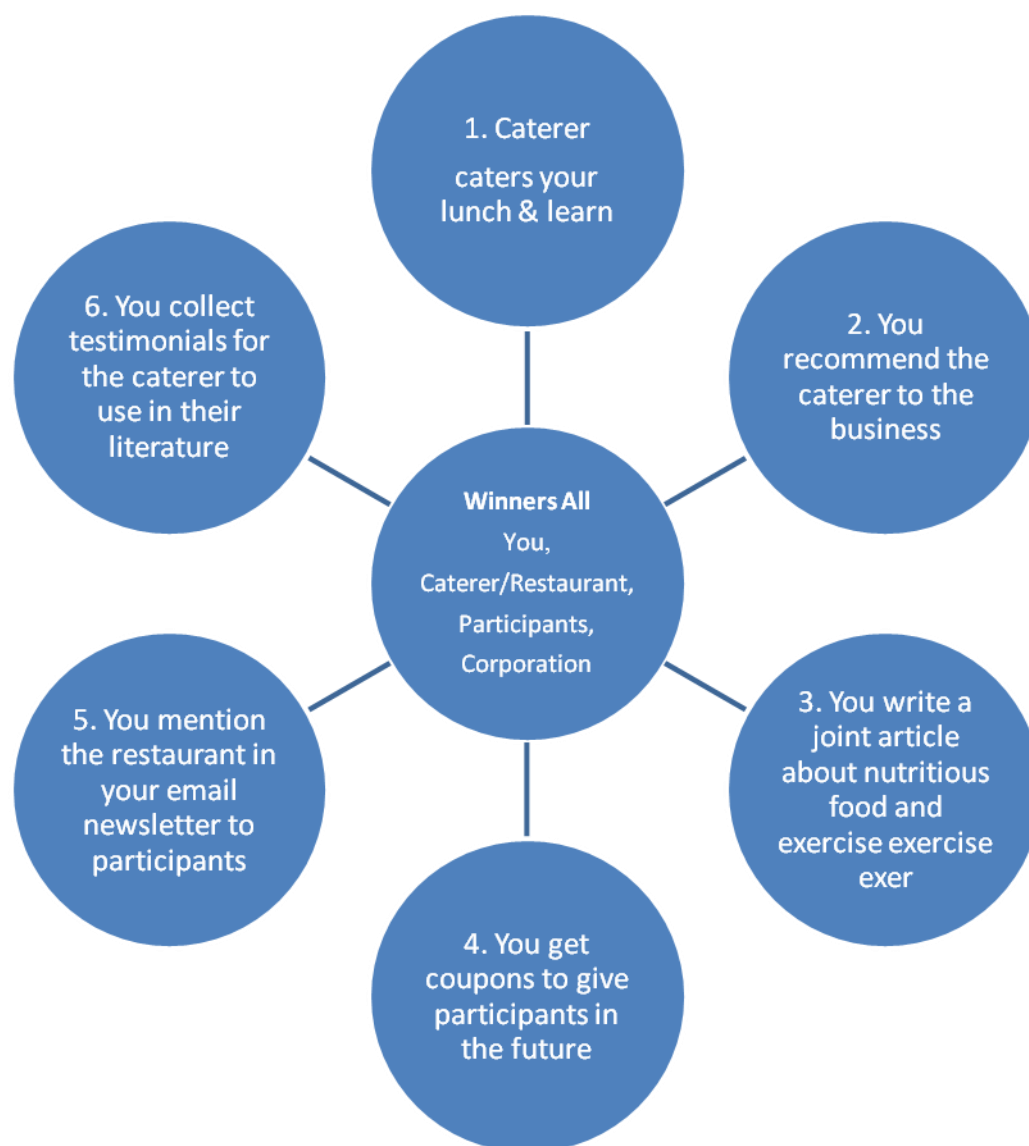 1. Caterer
caters your
lunch & learn
2. You
recommend the
caterer to the
business
3. You write a
joint article
about nutritious
food and
exercise exercise
exer
4. You get
coupons to give
participants in
the future
5. You mention
the restaurant in
your email
newsletter to
participants
6. You collect
testimonials for
the caterer to
use in their
literature
Winners All
You,
Caterer/Restaurant,
Participants,
Corporation